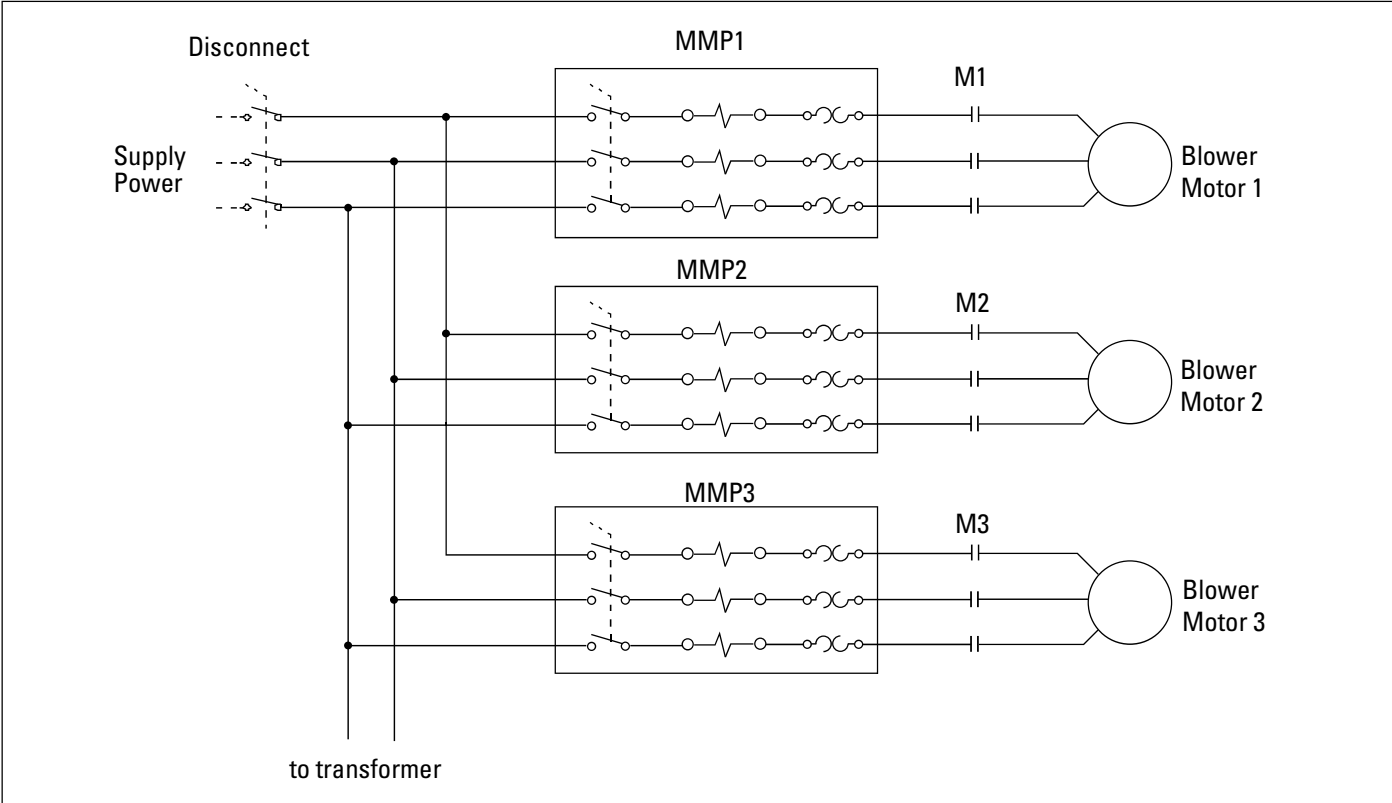 Disconnect
MMP1
M1
Supply
Power
Blower
Motor 1
MMP2
M2
Blower
Motor 2
MMP3
M3
Blower
Motor 3
to transformer